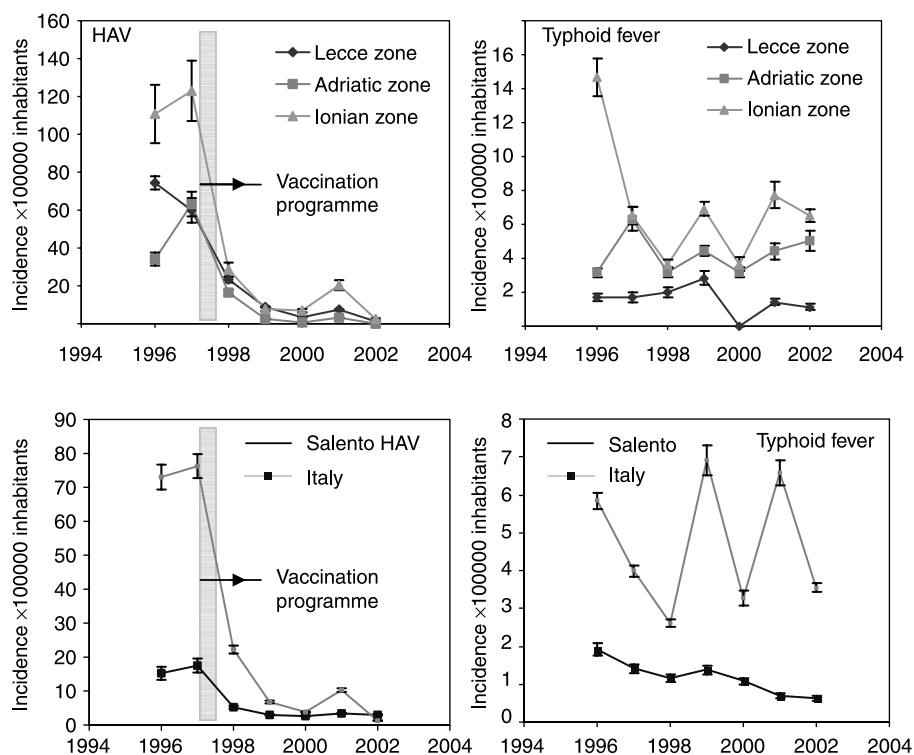 HAV
Lecce zone
Adriatic zone
Ionian zone
Vaccination
programme
Incidence ×100000 inhabitants
160
140
120
100
80
60
40
20
1994 1996 1998 2000 2002 2004
Typhoid fever
Lecce zone
Adriatic zone
Ionian zone
Incidence ×100000 inhabitants
16
14
12
10
8
6
4
2
1994 1996 1998 2000 2002 2004
Salento HAV
Italy
Vaccination
programme
Incidence ×100000 inhabitants
90
80
70
60
50
40
30
20
10
0
1994 1996 1998 2000 2002 2004
Salento Typhoid fever
Italy
Incidence ×100000 inhabitants
8
7
6
5
4
3
2
1
0
1994 1996 1998 2000 2002 2004